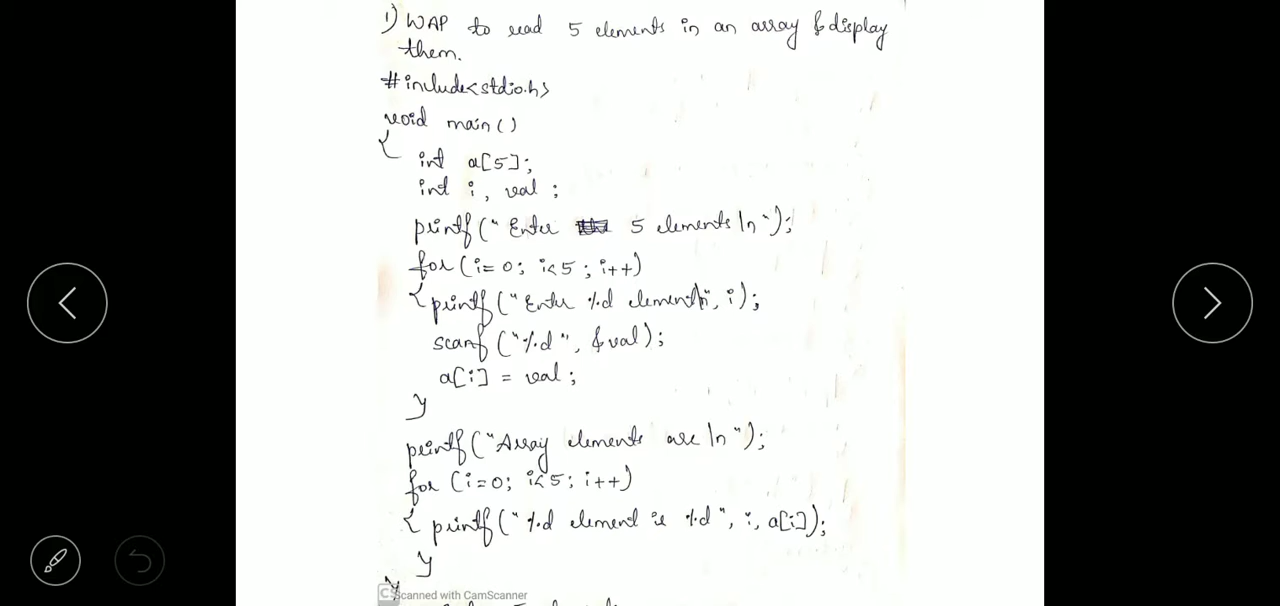 1) WAP to read 5 elements in an array & display
them.
#include<stdio.h>
void main()
{
int a[5];
int i, val;
printf("Enter 5 elements \n");
for(i=0; i<5; i++)
{ printf("Enter %d element\n", i);
scanf("%d", &val);
a[i] = val;
}
printf("Array elements are \n");
for (i=0; i<5; i++)
{ printf("%d element is %d", i, a[i]);
}
}
CS Scanned with CamScanner